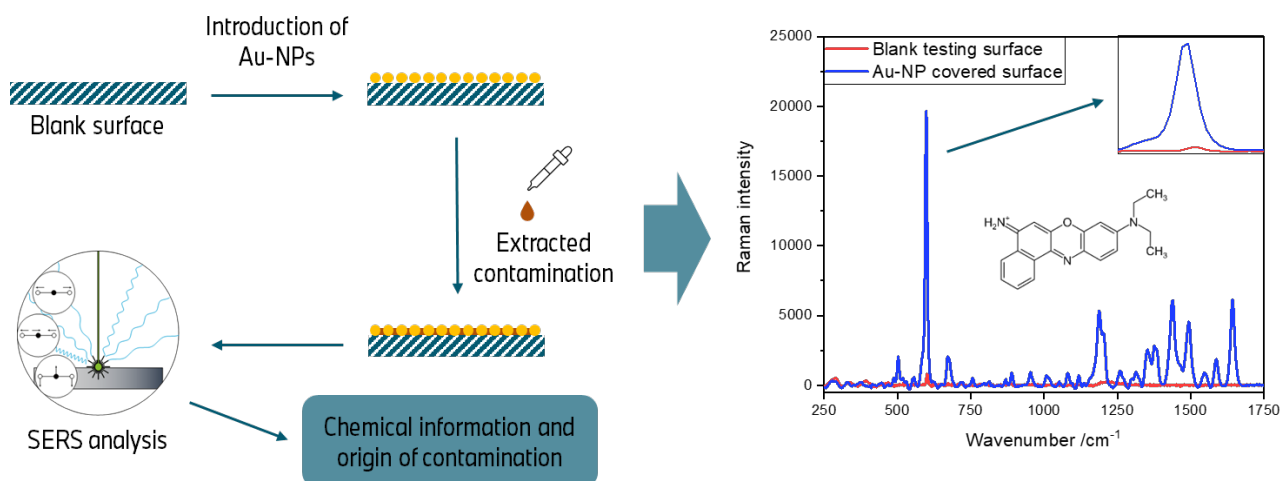 Introduction of
Au-NPs
Blank surface
Extracted
contamination
SERS analysis
Chemical information and
origin of contamination
25000
20000
15000
10000
5000
0
Raman intensity
Blank testing surface
Au-NP covered surface
CH₃
H₂N⁺
O
N
N
CH₃
250
500
750
1000
1250
1500
1750
Wavenumber /cm⁻¹